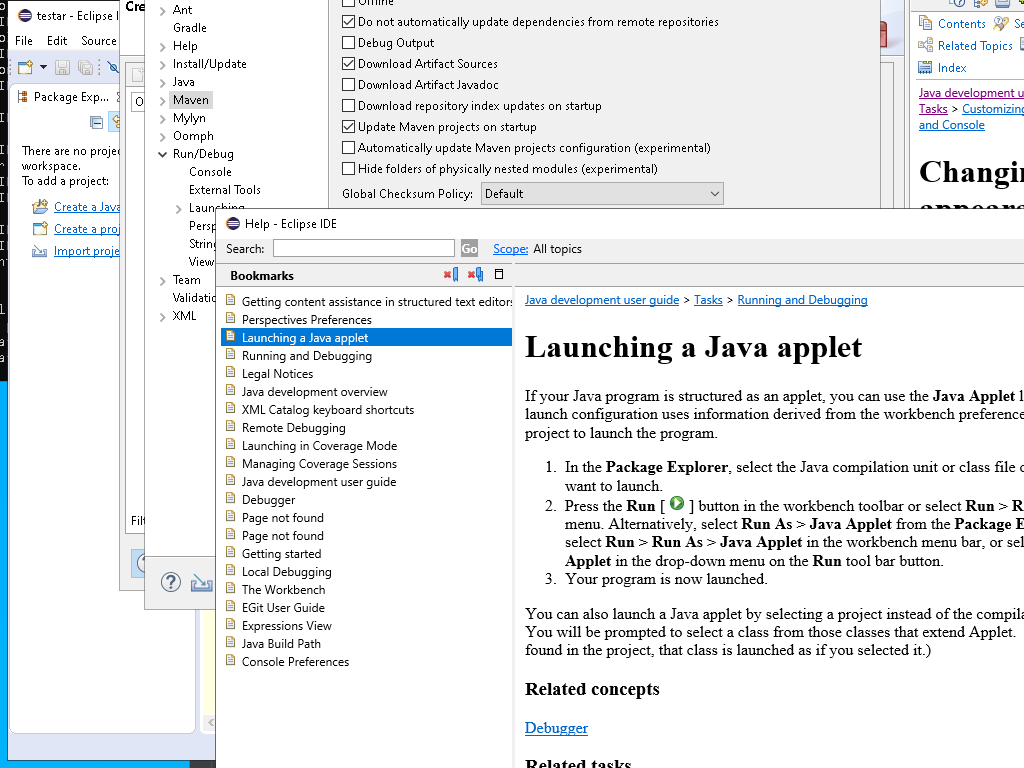 testar - Eclipse I
File Edit Source
Package Exp...
There are no proje
workspace.
To add a project:
Create a Java
Create a proj
Import proje
Cre
Ant
Gradle
Help
Install/Update
Java
Maven
Mylyn
Oomph
Run/Debug
Console
External Tools
Launching
Persp
String
View
Team
Validatio
XML
Filt
Offline
Do not automatically update dependencies from remote repositories
Debug Output
Download Artifact Sources
Download Artifact Javadoc
Download repository index updates on startup
Update Maven projects on startup
Automatically update Maven projects configuration (experimental)
Hide folders of physically nested modules (experimental)
Global Checksum Policy: Default
Contents Se
Related Topics
Index
Java development u
Tasks > Customizing
and Console
Changin
appears
Help - Eclipse IDE
Search: Go Scope: All topics
Bookmarks
Getting content assistance in structured text editors
Perspectives Preferences
Launching a Java applet
Running and Debugging
Legal Notices
Java development overview
XML Catalog keyboard shortcuts
Remote Debugging
Launching in Coverage Mode
Managing Coverage Sessions
Java development user guide
Debugger
Page not found
Page not found
Getting started
Local Debugging
The Workbench
EGit User Guide
Expressions View
Java Build Path
Console Preferences
Java development user guide > Tasks > Running and Debugging
Launching a Java applet
If your Java program is structured as an applet, you can use the Java Applet l
launch configuration uses information derived from the workbench preference
project to launch the program.
1. In the Package Explorer, select the Java compilation unit or class file
want to launch.
2. Press the Run [ ] button in the workbench toolbar or select Run > R
menu. Alternatively, select Run As > Java Applet from the Package E
select Run > Run As > Java Applet in the workbench menu bar, or sel
Applet in the drop-down menu on the Run tool bar button.
3. Your program is now launched.
You can also launch a Java applet by selecting a project instead of the compila
You will be prompted to select a class from those classes that extend Applet.
found in the project, that class is launched as if you selected it.)
Related concepts
Debugger
Related tasks